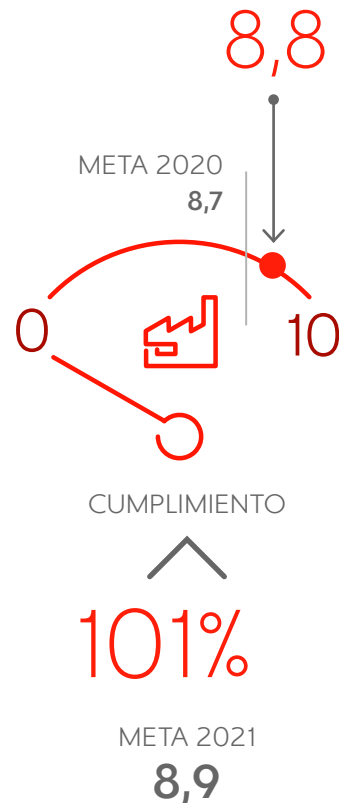 8,8
META 2020
8,7
0
10
CUMPLIMIENTO
101%
META 2021
8,9